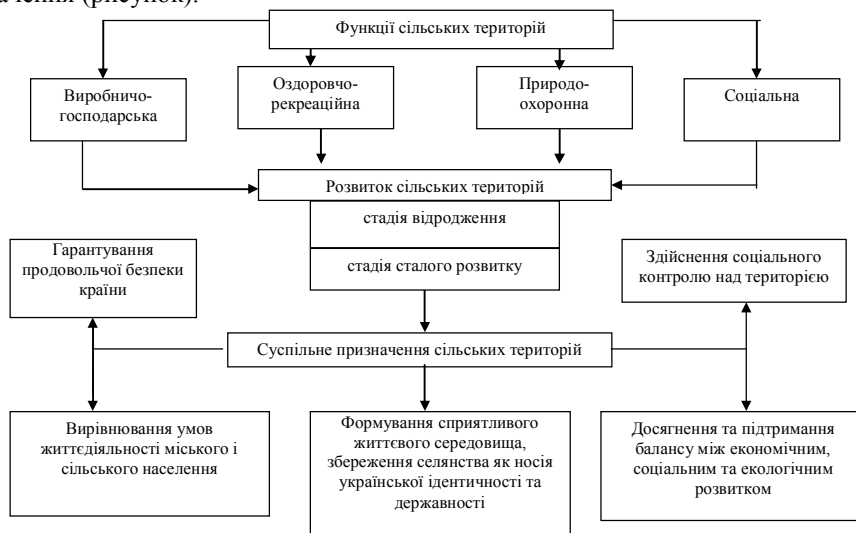 (рисунок).
Функції сільських територій
Виробничо-
господарська
Оздоровчо-
рекреаційна
Природо-
охоронна
Соціальна
Розвиток сільських територій
стадія відродження
стадія сталого розвитку
Гарантування
продовольчої безпеки
країни
Здійснення соціального
контролю над територією
Суспільне призначення сільських територій
Вирівнювання умов
життєдіяльності міського і
сільського населення
Формування сприятливого
життєвого середовища,
збереження селянства як носія
української ідентичності та
державності
Досягнення та підтримання
балансу між економічним,
соціальним та екологічним
розвитком